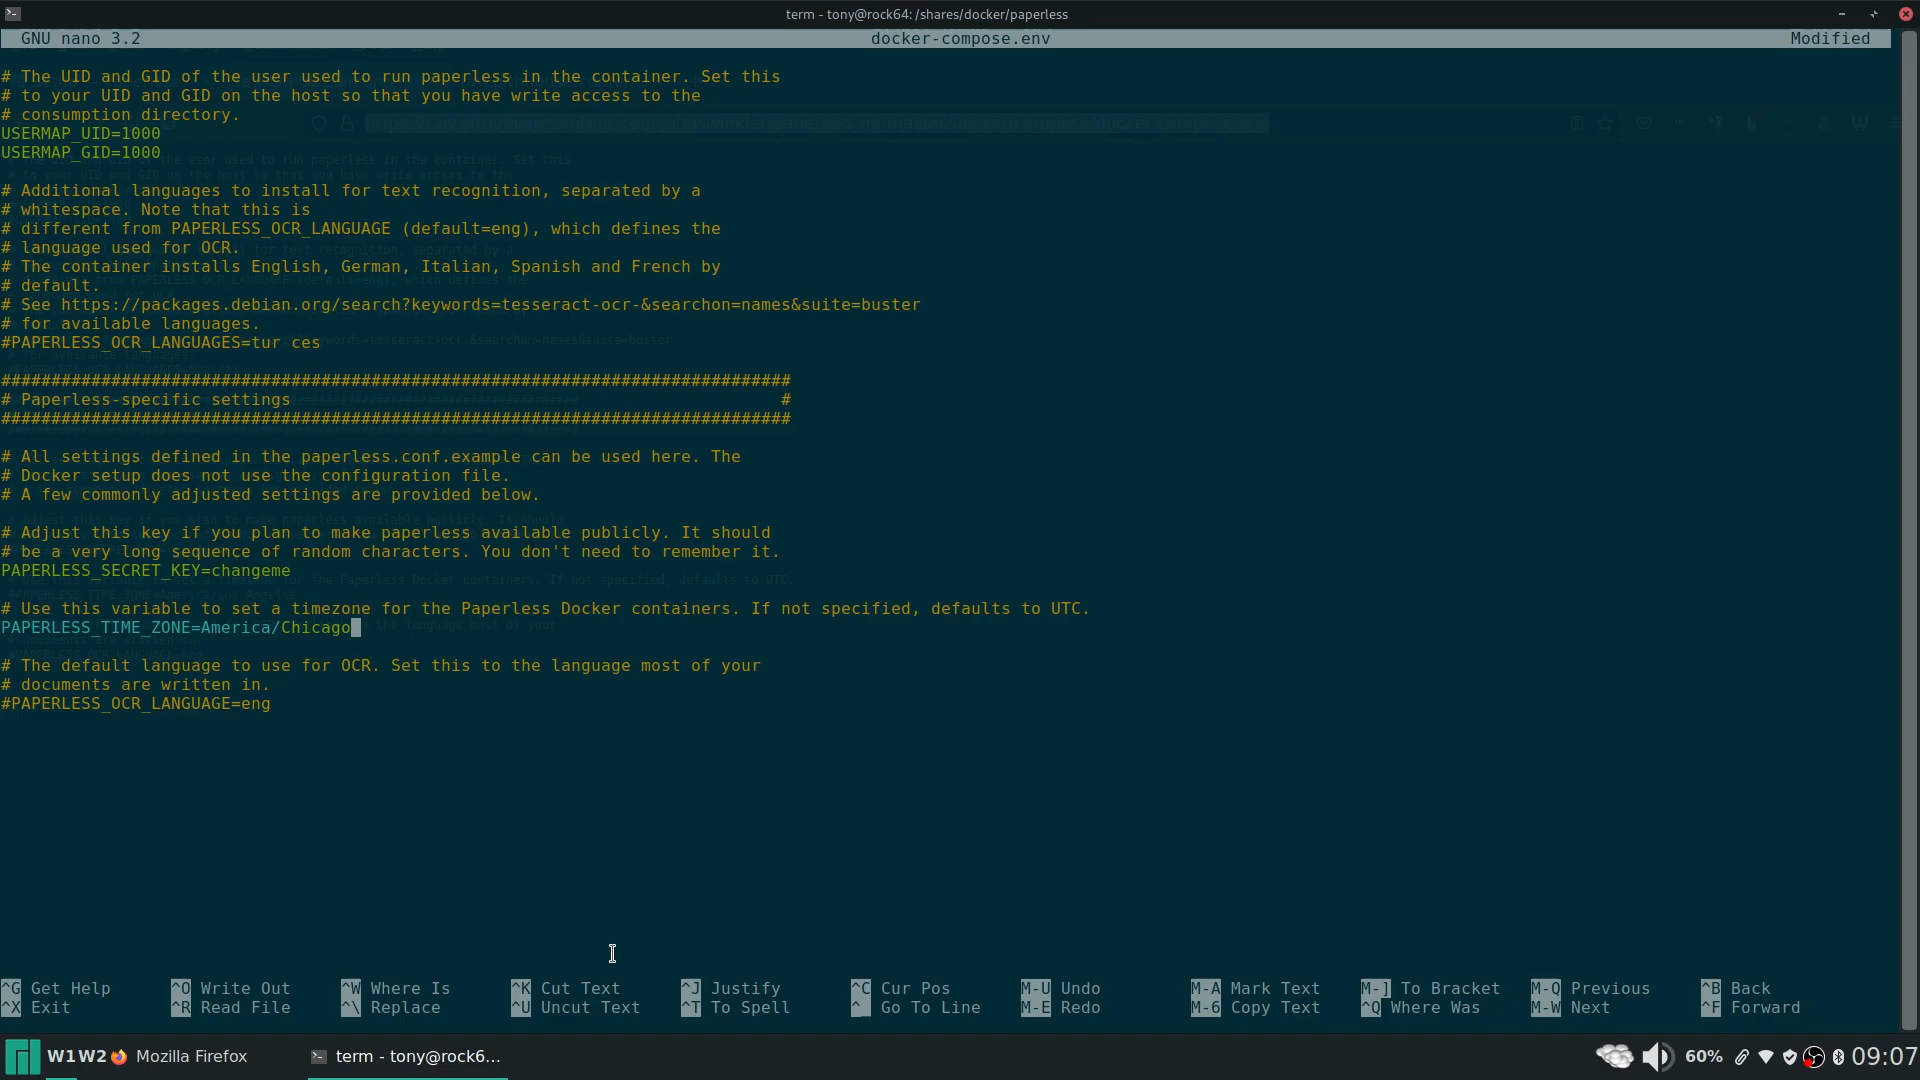 term - tony@rock64:/shares/docker/paperless
GNU nano 3.2 docker-compose.env Modified
# The UID and GID of the user used to run paperless in the container. Set this
# to your UID and GID on the host so that you have write access to the
# consumption directory.
USERMAP_UID=1000
USERMAP_GID=1000
# Additional languages to install for text recognition, separated by a
# whitespace. Note that this is
# different from PAPERLESS_OCR_LANGUAGE (default=eng), which defines the
# language used for OCR.
# The container installs English, German, Italian, Spanish and French by
# default.
# See https://packages.debian.org/search?keywords=tesseract-ocr-&searchon=names&suite=buster
# for available languages.
#PAPERLESS_OCR_LANGUAGES=tur ces
###############################################################################
# Paperless-specific settings #
###############################################################################
# All settings defined in the paperless.conf.example can be used here. The
# Docker setup does not use the configuration file.
# A few commonly adjusted settings are provided below.
# Adjust this key if you plan to make paperless available publicly. It should
# be a very long sequence of random characters. You don't need to remember it.
PAPERLESS_SECRET_KEY=changeme
# Use this variable to set a timezone for the Paperless Docker containers. If not specified, defaults to UTC.
PAPERLESS_TIME_ZONE=America/Chicago
# The default language to use for OCR. Set this to the language most of your
# documents are written in.
#PAPERLESS_OCR_LANGUAGE=eng
^G Get Help ^O Write Out ^W Where Is ^K Cut Text ^J Justify ^C Cur Pos M-U Undo M-A Mark Text M-] To Bracket M-Q Previous ^B Back
^X Exit ^R Read File ^\ Replace ^U Uncut Text ^T To Spell ^_ Go To Line M-E Redo M-6 Copy Text ^Q Where Was M-W Next ^F Forward
W1 W2 Mozilla Firefox term - tony@rock6... 60% 09:07